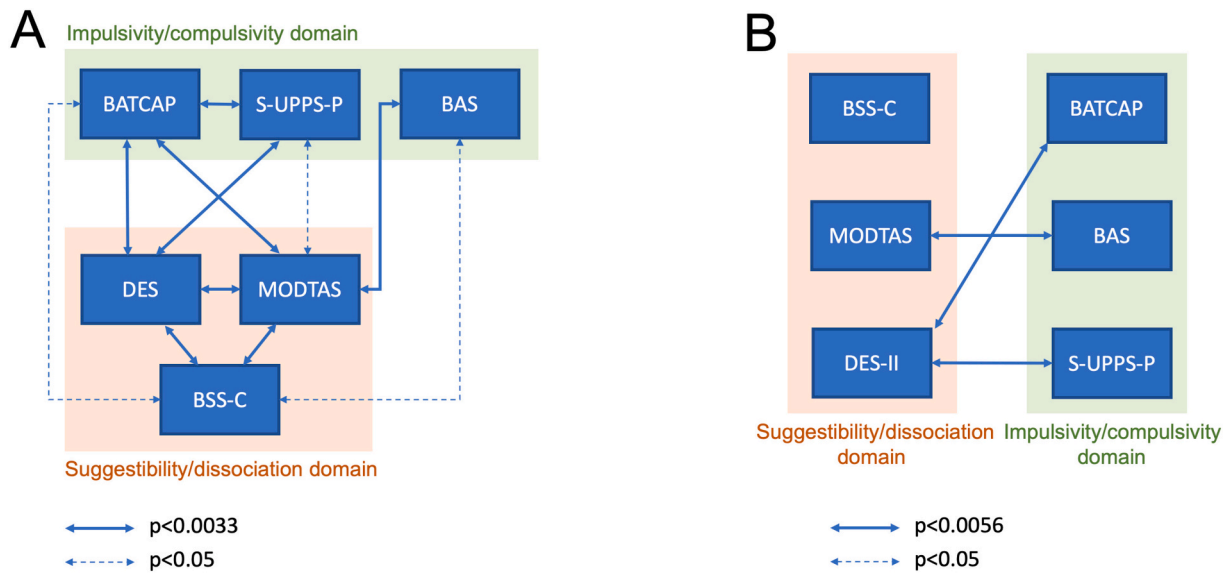 A
Impulsivity/compulsivity domain
BATCAP
S-UPPS-P
BAS
DES
MODTAS
BSS-C
Suggestibility/dissociation domain
p<0.0033
p<0.05
B
BSS-C
BATCAP
MODTAS
BAS
DES-II
S-UPPS-P
Suggestibility/dissociation
domain
Impulsivity/compulsivity
domain
p<0.0056
p<0.05